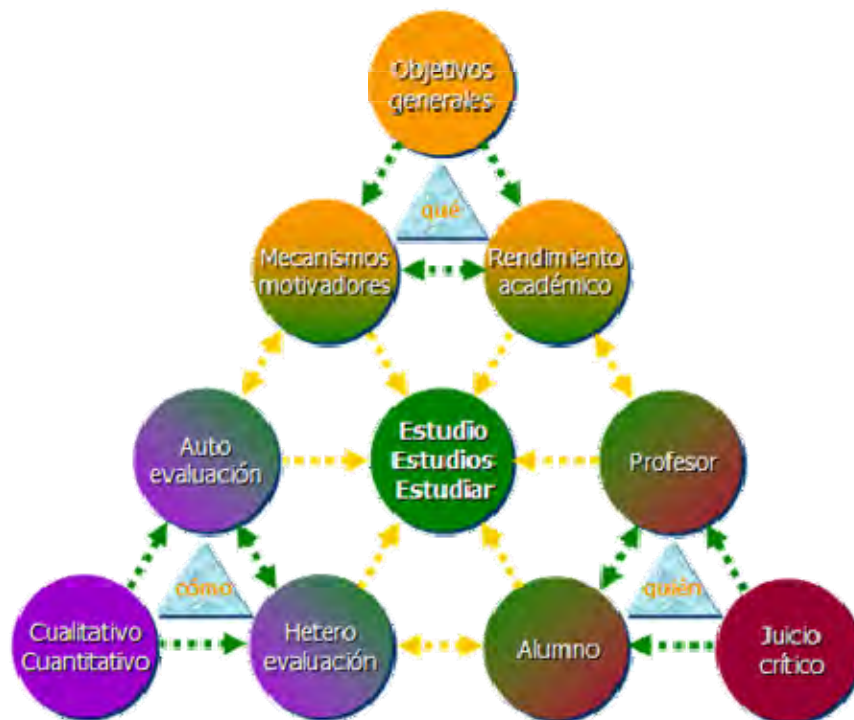 Objetivos
generales
qué
Mecanismos
motivadores
Rendimiento
académico
Auto
evaluación
Estudio
Estudios
Estudiar
Profesor
cómo
quién
Cualitativo
Cuantitativo
Hetero
evaluación
Alumno
Juicio
crítico